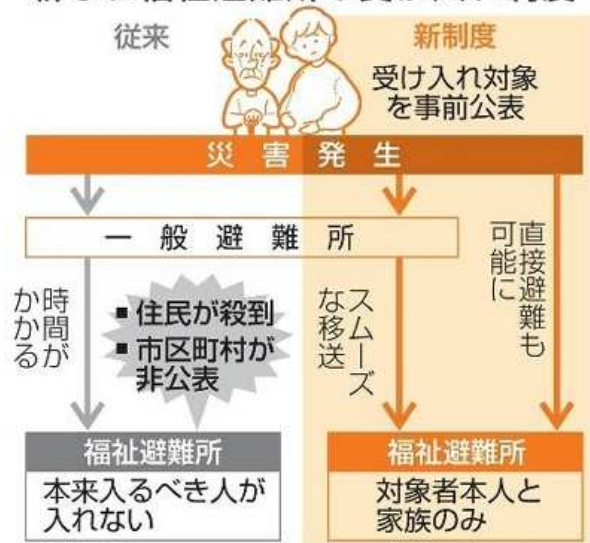 従来
新制度
受け入れ対象
を事前公表
災害発生
一般避難所
時間が
かかる
■ 住民が殺到
■ 市区町村が
非公表
スムーズ
な移送
直接避難も
可能に
福祉避難所
本来入るべき人が
入れない
福祉避難所
対象者本人と
家族のみ